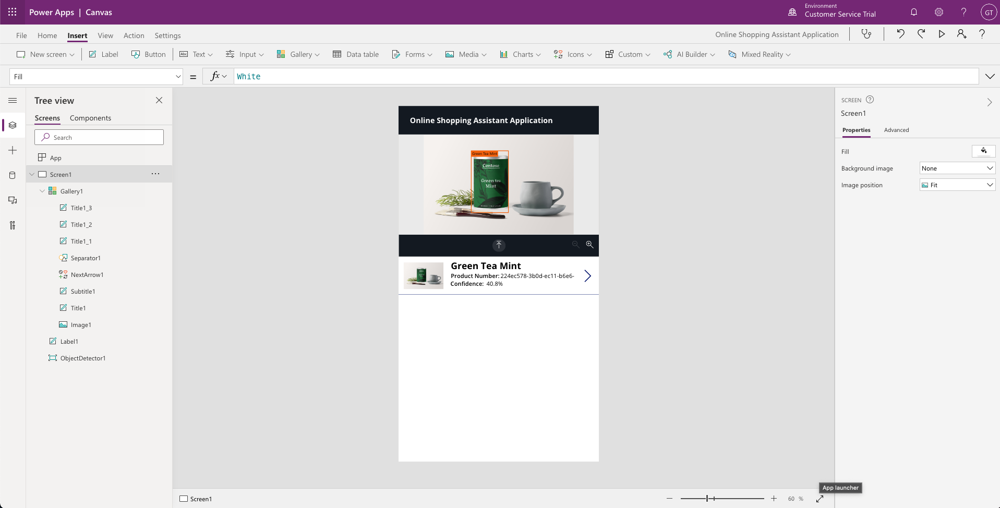 Power Apps | Canvas
Environment
Customer Service Trial
GT
File Home Insert View Action Settings
Online Shopping Assistant Application
New screen Label Button Text Input Gallery Data table Forms Media Charts Icons Custom AI Builder Mixed Reality
Fill = fx White
Tree view
Screens Components
Search
App
Screen1
Gallery1
Title1_3
Title1_2
Title1_1
Separator1
NextArrow1
Subtitle1
Title1
Image1
Label1
ObjectDetector1
Online Shopping Assistant Application
Green Tea Mint
Contoso
Green tea
Mint
Green Tea Mint
Product Number: 224ec578-3b0d-ec11-b6e6-
Confidence: 40.8%
SCREEN
Screen1
Properties Advanced
Fill
Background image None
Image position Fit
App launcher
Screen1
60 %